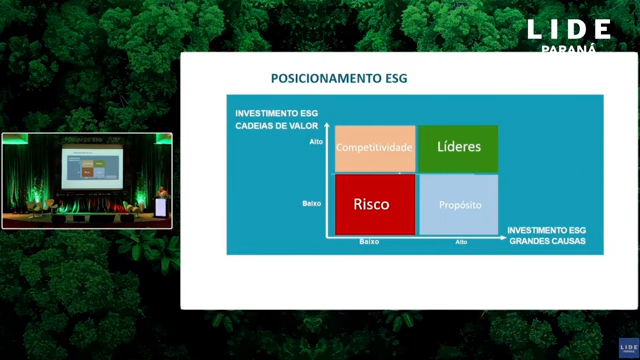 LIDE
PARANÁ
POSICIONAMENTO ESG
INVESTIMENTO ESG
CADEIAS DE VALOR
Alto
Competitividade
Líderes
Baixo
Risco
Propósito
INVESTIMENTO ESG
GRANDES CAUSAS
Baixo
Alto
LIDE